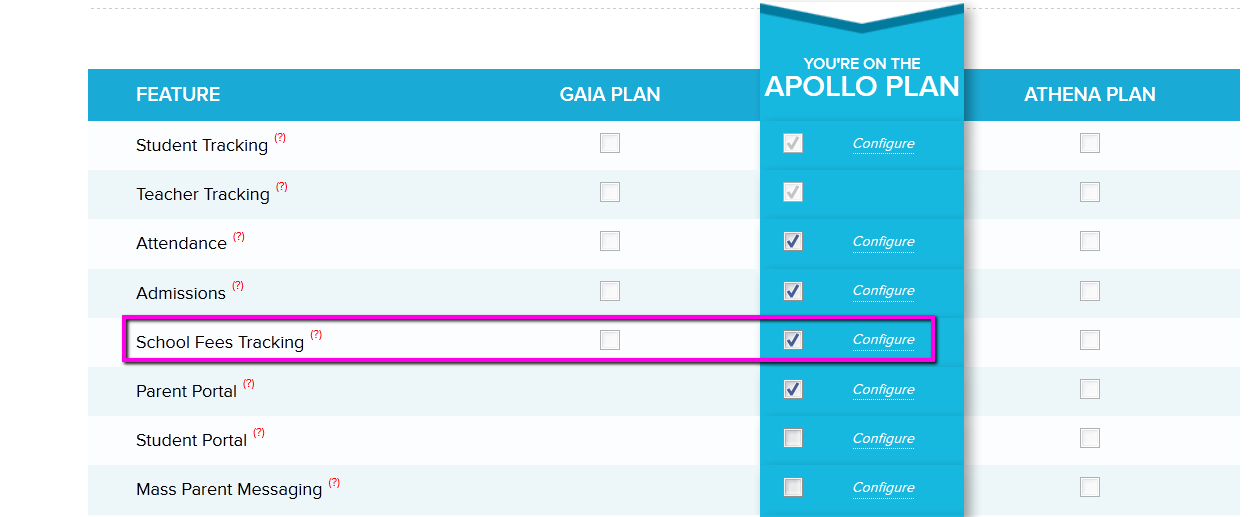 YOU'RE ON THE
FEATURE GAIA PLAN APOLLO PLAN ATHENA PLAN
Student Tracking (?) Configure
Teacher Tracking (?)
Attendance (?) Configure
Admissions (?) Configure
School Fees Tracking (?) Configure
Parent Portal (?) Configure
Student Portal (?) Configure
Mass Parent Messaging (?) Configure